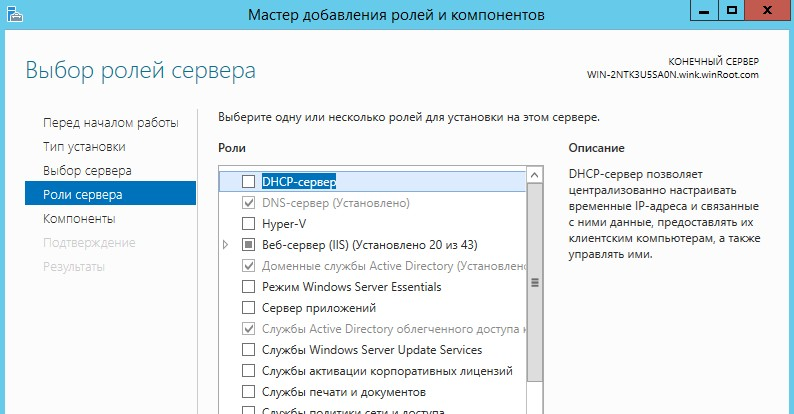 Мастер добавления ролей и компонентов
Выбор ролей сервера
КОНЕЧНЫЙ СЕРВЕР
WIN-2NTK3U5SA0N.wink.winRoot.com
Перед началом работы
Тип установки
Выбор сервера
Роли сервера
Компоненты
Подтверждение
Результаты
Выберите одну или несколько ролей для установки на этом сервере.
Роли
DHCP-сервер
DNS-сервер (Установлено)
Hyper-V
Веб-сервер (IIS) (Установлено 20 из 43)
Доменные службы Active Directory (Установлено
Режим Windows Server Essentials
Сервер приложений
Службы Active Directory облегченного доступа к
Службы Windows Server Update Services
Службы активации корпоративных лицензий
Службы печати и документов
Службы политики сети и доступа
Описание
DHCP-сервер позволяет
централизованно настраивать
временные IP-адреса и связанные
с ними данные, предоставлять их
клиентским компьютерам, а также
управлять ими.